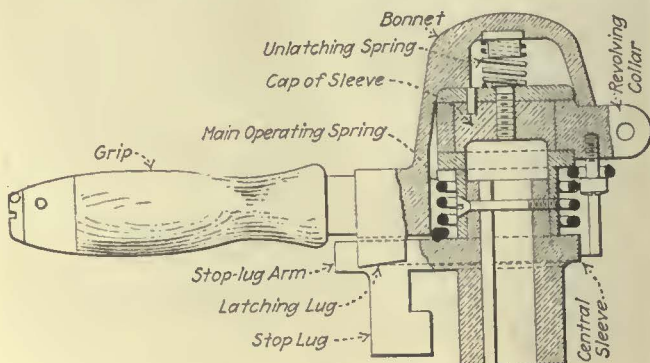 Bonnet
Unlatching Spring
Cap of Sleeve
Revolving
Collar
Main Operating Spring
Grip
Stop-lug Arm
Latching Lug
Stop Lug
Central
Sleeve